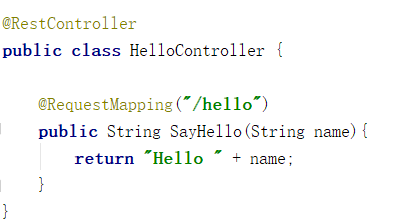 @RestController
public class HelloController {
@RequestMapping("/hello")
public String SayHello(String name){
return "Hello " + name;
}
}